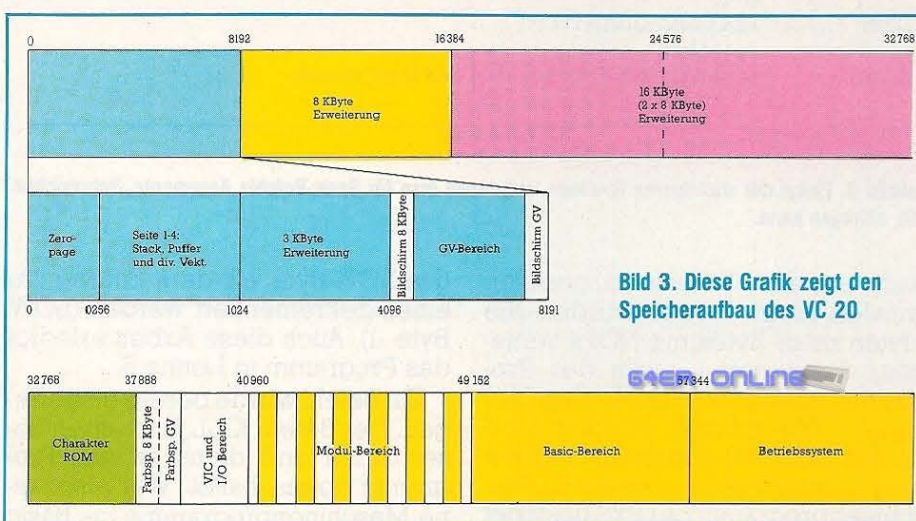 0 8192 16384 24576 32768
8 KByte
Erweiterung
16 KByte
(2 x 8 KByte)
Erweiterung
Zero-
page
Seite 1-4:
Stack, Puffer
und div. Vekt.
3 KByte
Erweiterung
Bildschirm 8 KByte
GV-Bereich
Bildschirm GV
0 0256 1024 4096 8191
Bild 3. Diese Grafik zeigt den
Speicheraufbau des VC 20
64ER ONLINE
32768 37888 40960 49152 57344
Charakter
ROM
Farbsp. 8 KByte
Farbsp. GV
VIC und
I/O Bereich
Modul-Bereich
Basic-Bereich
Betriebssystem